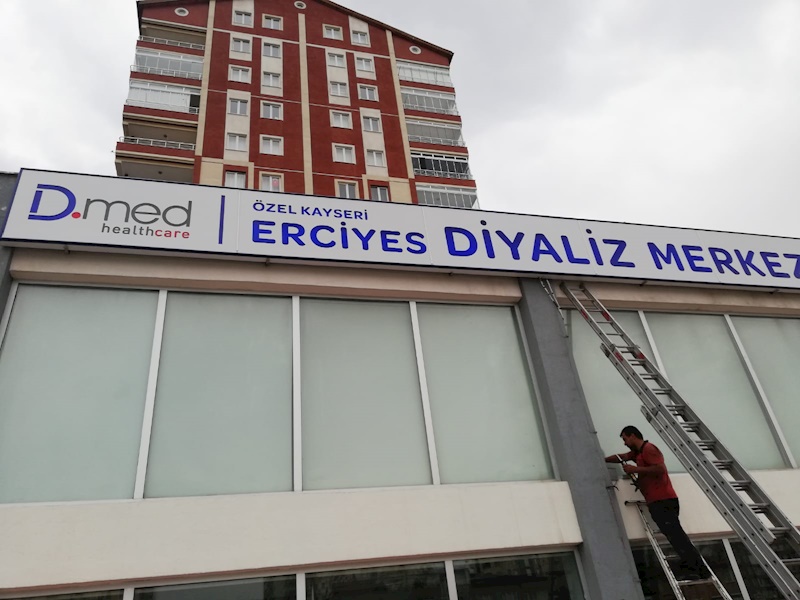 D.med
healthcare
ÖZEL KAYSERİ
ERCİYES DİYALİZ MERKEZ